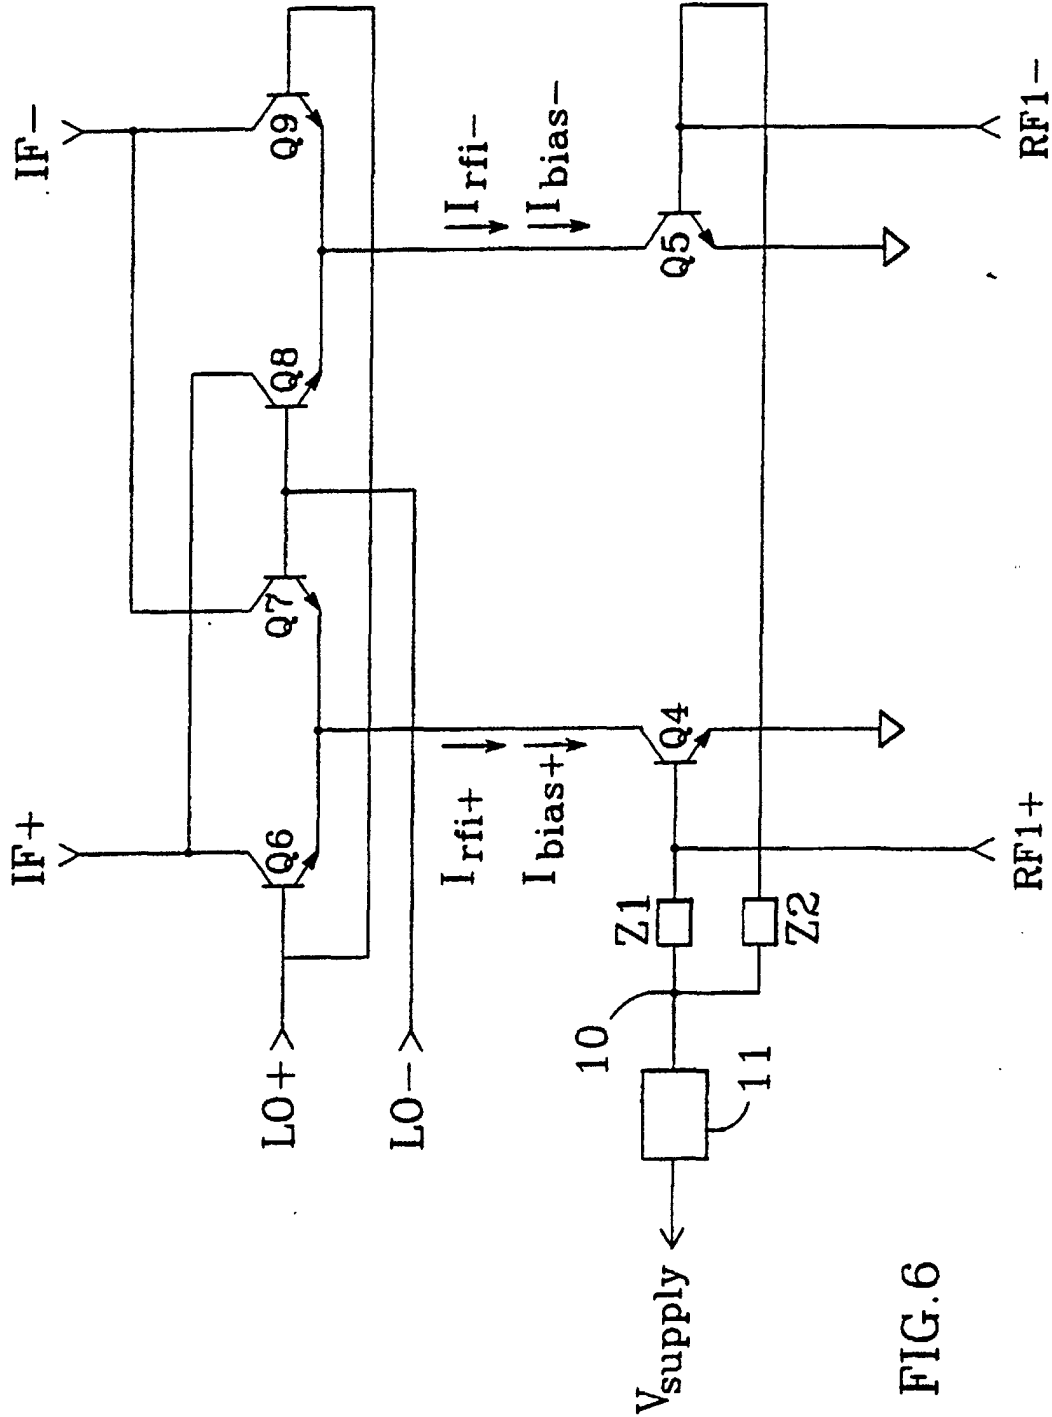 IF+
IF−
Q6
Q7
Q8
Q9
LO+
LO−
Irfi+
Ibias+
Irfi−
Ibias−
Q4
Q5
Z1
Z2
10
11
Vsupply
RF1+
RF1−
FIG.6